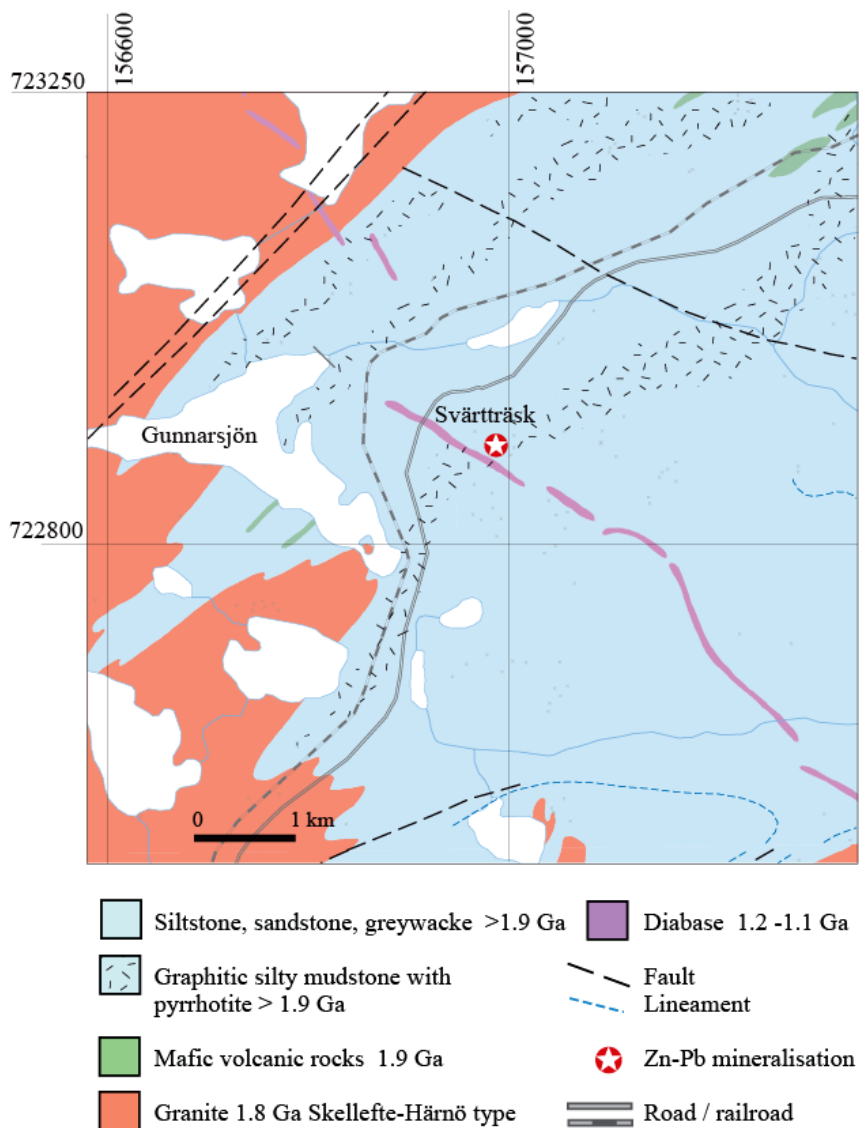 156600
157000
723250
Svärtträsk
Gunnarsjön
722800
0 1 km
Siltstone, sandstone, greywacke >1.9 Ga
Diabase 1.2 -1.1 Ga
Graphitic silty mudstone with
pyrrhotite > 1.9 Ga
Fault
Lineament
Mafic volcanic rocks 1.9 Ga
Zn-Pb mineralisation
Granite 1.8 Ga Skellefte-Härnö type
Road / railroad